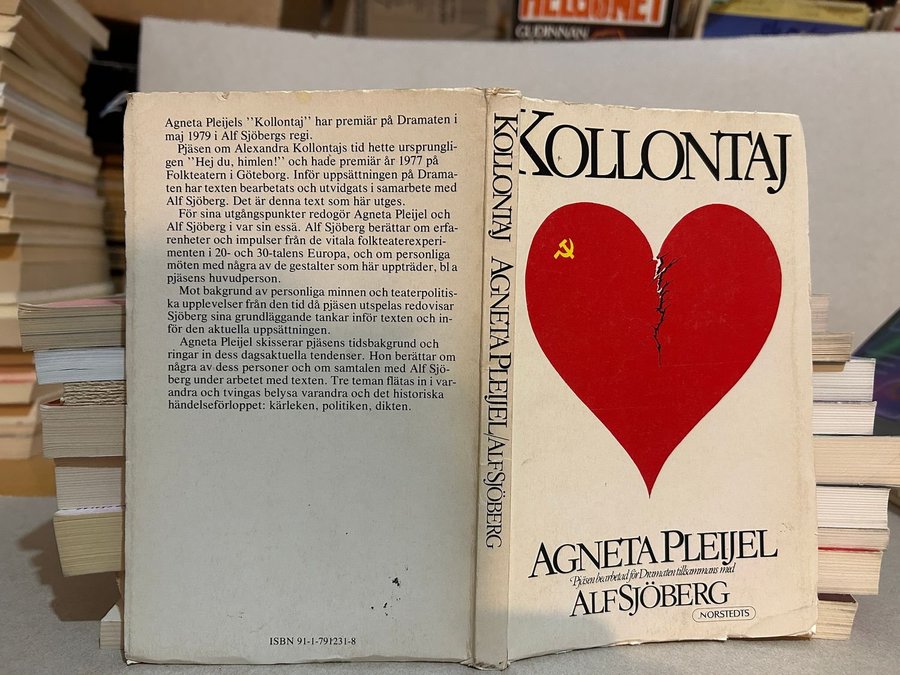 HELGONET
GUDINNAN
Agneta Pleijels "Kollontaj" har premiär på Dramaten i
maj 1979 i Alf Sjöbergs regi.
Pjäsen om Alexandra Kollontajs tid hette ursprungli-
gen "Hej du, himlen!" och hade premiär år 1977 på
Folkteatern i Göteborg. Inför uppsättningen på Drama-
ten har texten bearbetats och utvidgats i samarbete med
Alf Sjöberg. Det är denna text som här utges.
För sina utgångspunkter redogör Agneta Pleijel och
Alf Sjöberg i var sin essä. Alf Sjöberg berättar om erfa-
renheter och impulser från de vitala folkteaterexperi-
menten i 20- och 30-talens Europa, och om personliga
möten med några av de gestalter som här uppträder, bl a
pjäsens huvudperson.
Mot bakgrund av personliga minnen och teaterpolitis-
ka upplevelser från den tid då pjäsen utspelas redovisar
Sjöberg sina grundläggande tankar inför texten och in-
för den aktuella uppsättningen.
Agneta Pleijel skisserar pjäsens tidsbakgrund och
ringar in dess dagsaktuella tendenser. Hon berättar om
några av dess personer och om samtalen med Alf Sjö-
berg under arbetet med texten. Tre teman flätas in i var-
andra och tvingas belysa varandra och det historiska
händelseförloppet: kärleken, politiken, dikten.
ISBN 91-1-791231-8
KOLLONTAJ AGNETA PLEIJEL/ALF SJÖBERG
KOLLONTAJ
AGNETA PLEIJEL
Pjäsen bearbetad för Dramaten tillsammans med
ALF SJÖBERG
NORSTEDTS